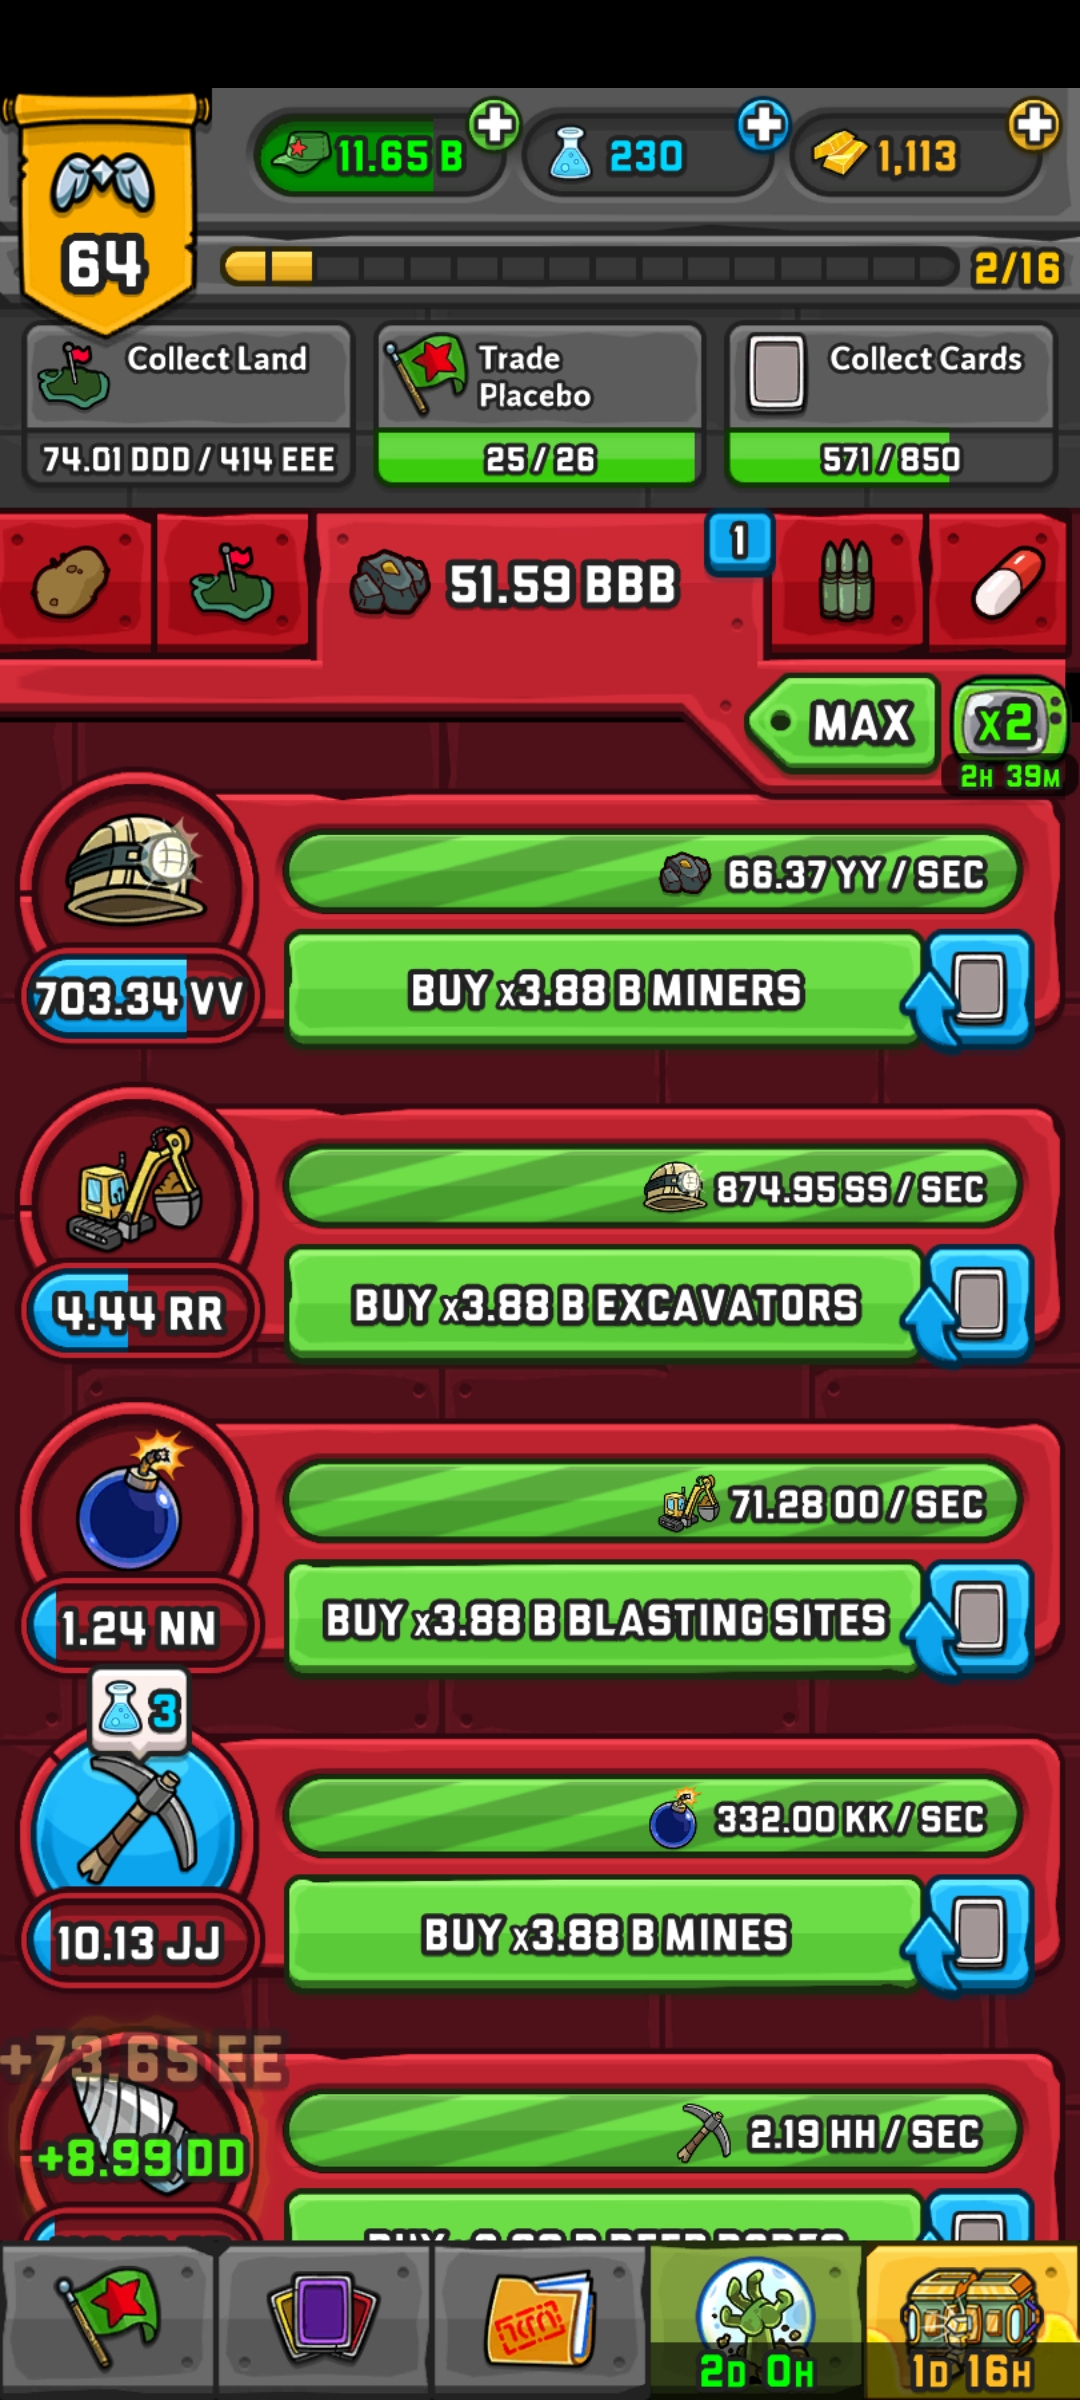 11.65 B
230
1,113
64
2/16
Collect Land
74.01 DDD / 414 EEE
Trade
Placebo
25 / 26
Collect Cards
571 / 850
51.59 BBB
1
MAX
x2
2H 39M
66.37 YY / SEC
703.34 VV
BUY x3.88 B MINERS
874.95 SS / SEC
4.44 RR
BUY x3.88 B EXCAVATORS
71.28 OO / SEC
1.24 NN
BUY x3.88 B BLASTING SITES
3
332.00 KK / SEC
10.13 JJ
BUY x3.88 B MINES
+73.65 EE
+8.99 DD
2.19 HH / SEC
2D 0H
1D 16H